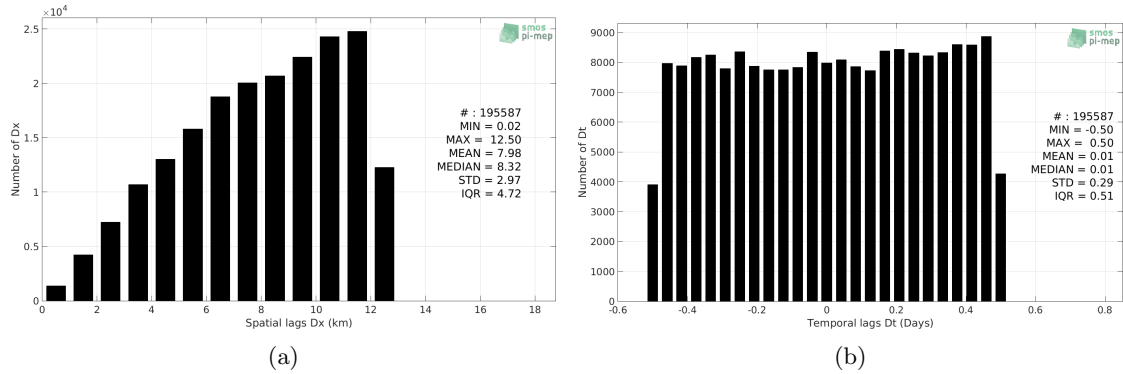 ×10⁴
smos
pi-mep
2.5
2
1.5
1
0.5
0
Number of Dx
# : 195587
MIN = 0.02
MAX = 12.50
MEAN = 7.98
MEDIAN = 8.32
STD = 2.97
IQR = 4.72
0 2 4 6 8 10 12 14 16 18
Spatial lags Dx (km)
(a)
smos
pi-mep
9000
8000
7000
6000
5000
4000
3000
2000
1000
0
Number of Dt
# : 195587
MIN = -0.50
MAX = 0.50
MEAN = 0.01
MEDIAN = 0.01
STD = 0.29
IQR = 0.51
-0.6 -0.4 -0.2 0 0.2 0.4 0.6 0.8
Temporal lags Dt (Days)
(b)